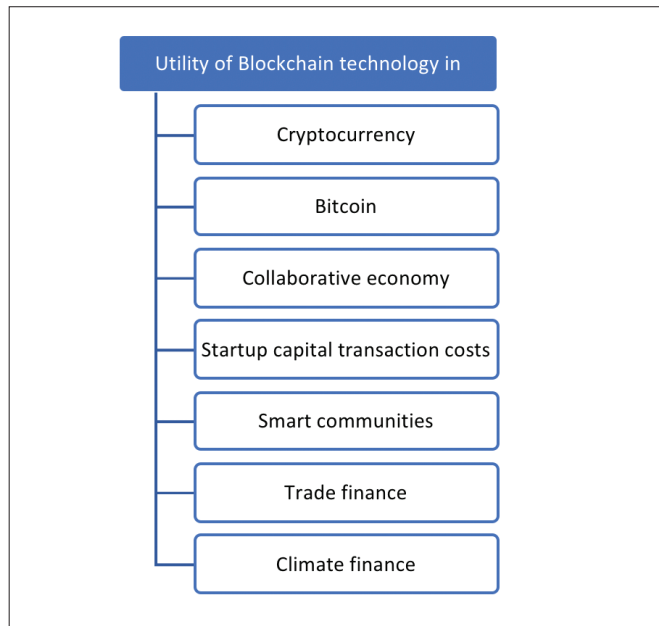 Utility of Blockchain technology in
Cryptocurrency
Bitcoin
Collaborative economy
Startup capital transaction costs
Smart communities
Trade finance
Climate finance